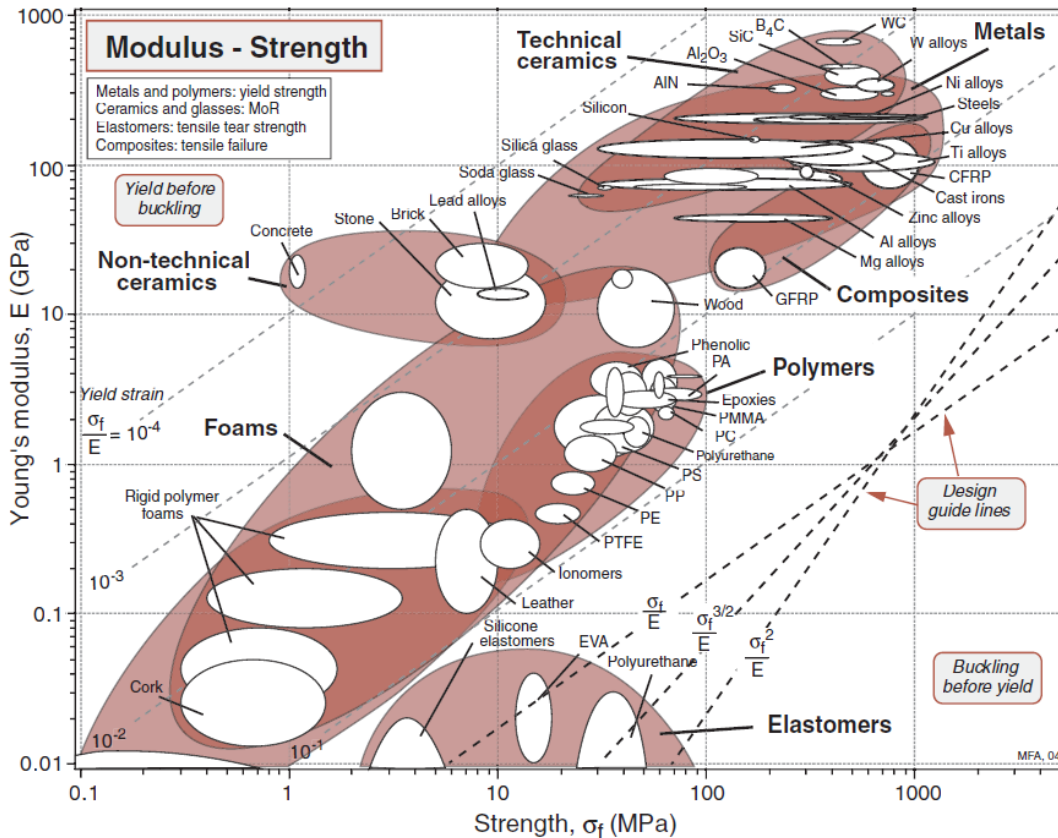 Modulus - Strength
Metals and polymers: yield strength
Ceramics and glasses: MoR
Elastomers: tensile tear strength
Composites: tensile failure
Young's modulus, E (GPa)
1000
100
10
1
0.1
0.01
Yield before
buckling
Technical
ceramics
B₄C
SiC
Al₂O₃
AlN
Silicon
Silica glass
Soda glass
WC
W alloys
Metals
Ni alloys
Steels
Cu alloys
Ti alloys
CFRP
Cast irons
Zinc alloys
Al alloys
Mg alloys
GFRP
Composites
Concrete
Stone
Brick
Lead alloys
Non-technical
ceramics
Wood
Phenolic
PA
Polymers
Epoxies
PMMA
PC
Polyurethane
PS
PP
PE
PTFE
Ionomers
Leather
Yield strain
σf/E = 10⁻⁴
Foams
Rigid polymer
foams
10⁻³
10⁻²
10⁻¹
Cork
Silicone
elastomers
EVA
Polyurethane
Elastomers
σf/E
σf³ᐟ²/E
σf²/E
Design
guide lines
Buckling
before yield
MFA, 04
0.1
1
10
100
1000
Strength, σf (MPa)